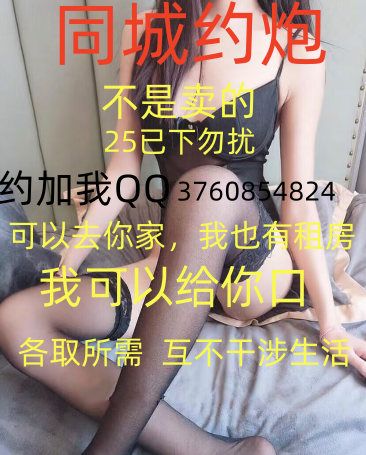 同城约炮
不是卖的
25已下勿扰
约加我QQ 3760854824
可以去你家，我也有租房
我可以给你口
各取所需 互不干涉生活